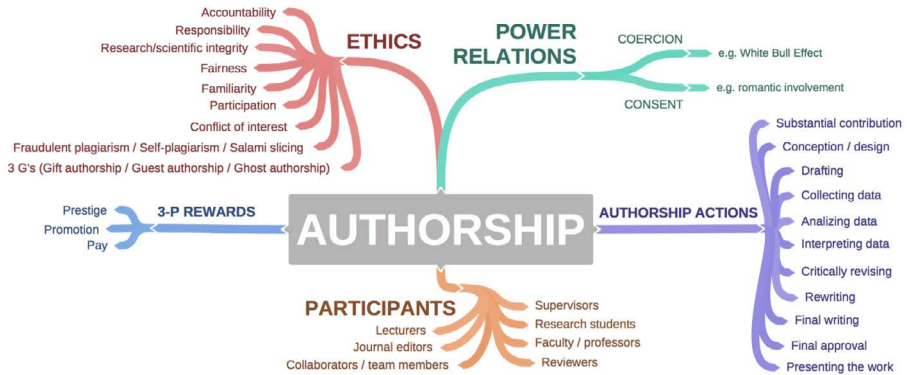 ETHICS
Accountability
Responsibility
Research/scientific integrity
Fairness
Familiarity
Participation
Conflict of interest
Fraudulent plagiarism / Self-plagiarism / Salami slicing
3 G's (Gift authorship / Guest authorship / Ghost authorship)
POWER
RELATIONS
COERCION
e.g. White Bull Effect
CONSENT
e.g. romantic involvement
3-P REWARDS
Prestige
Promotion
Pay
AUTHORSHIP
AUTHORSHIP ACTIONS
Substantial contribution
Conception / design
Drafting
Collecting data
Analizing data
Interpreting data
Critically revising
Rewriting
Final writing
Final approval
Presenting the work
PARTICIPANTS
Lecturers
Journal editors
Collaborators / team members
Supervisors
Research students
Faculty / professors
Reviewers